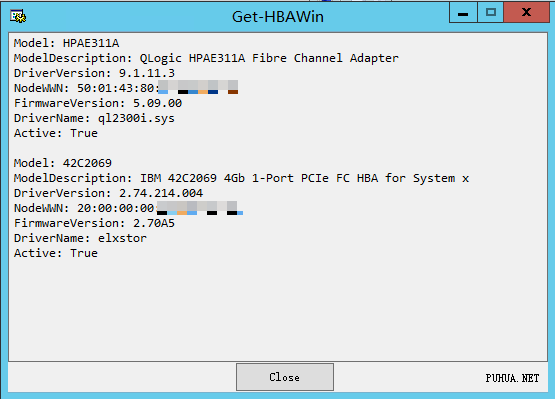 Get-HBAWin
Model: HPAE311A
ModelDescription: QLogic HPAE311A Fibre Channel Adapter
DriverVersion: 9.1.11.3
NodeWWN: 50:01:43:80:
FirmwareVersion: 5.09.00
DriverName: ql2300i.sys
Active: True
Model: 42C2069
ModelDescription: IBM 42C2069 4Gb 1-Port PCIe FC HBA for System x
DriverVersion: 2.74.214.004
NodeWWN: 20:00:00:00:
FirmwareVersion: 2.70A5
DriverName: elxstor
Active: True
Close
PUHUA.NET